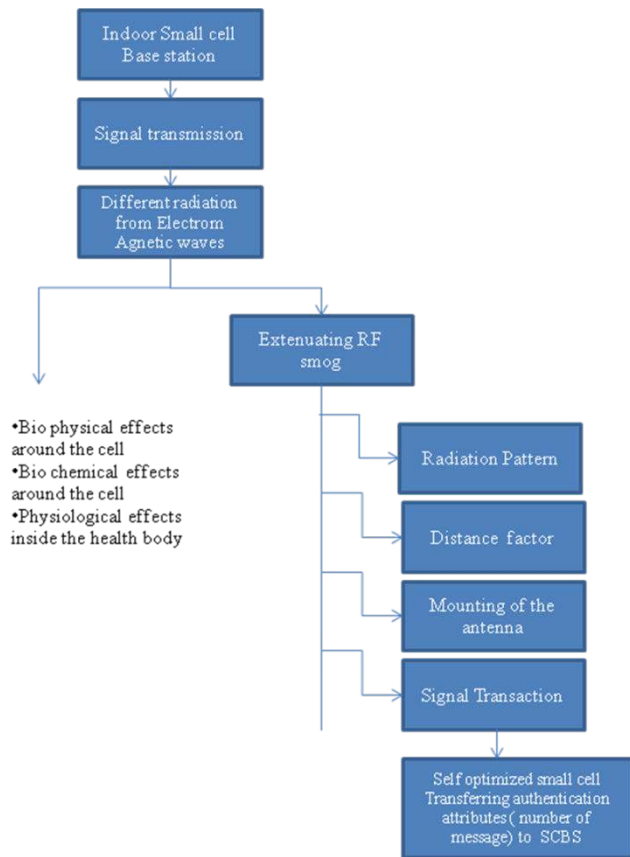 Indoor Small cell
Base station
Signal transmission
Different radiation
from Electrom
Agnetic waves
Extenuating RF
smog
•Bio physical effects
around the cell
•Bio chemical effects
around the cell
•Physiological effects
inside the health body
Radiation Pattern
Distance factor
Mounting of the
antenna
Signal Transaction
Self optimized small cell
Transferring authentication
attributes ( number of
message) to SCBS